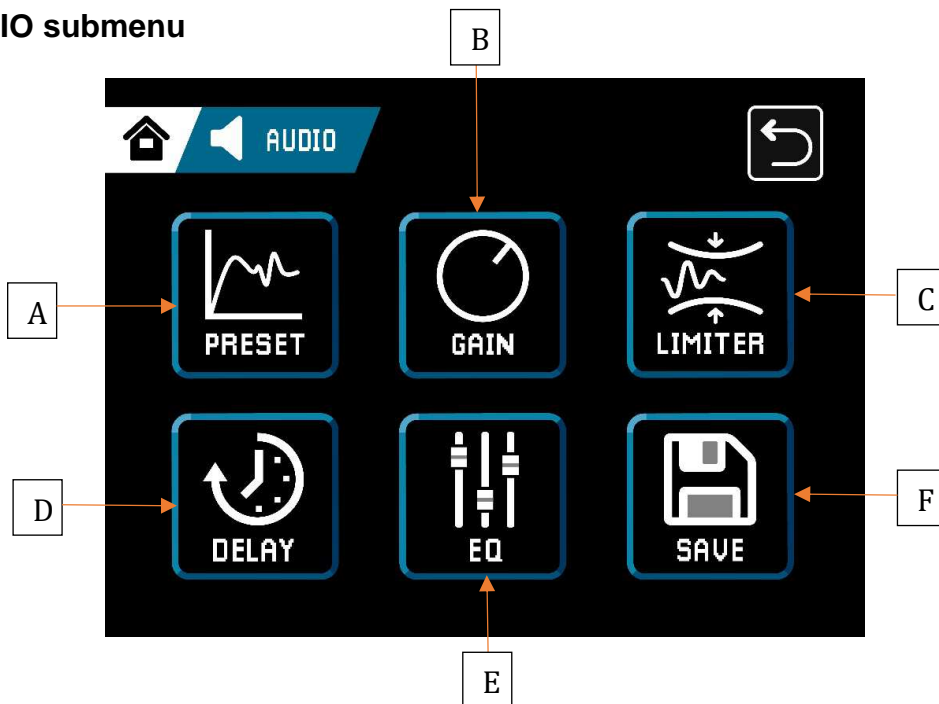 IO submenu
B
AUDIO
A
PRESET
GAIN
LIMITER
C
D
DELAY
EQ
SAVE
F
E